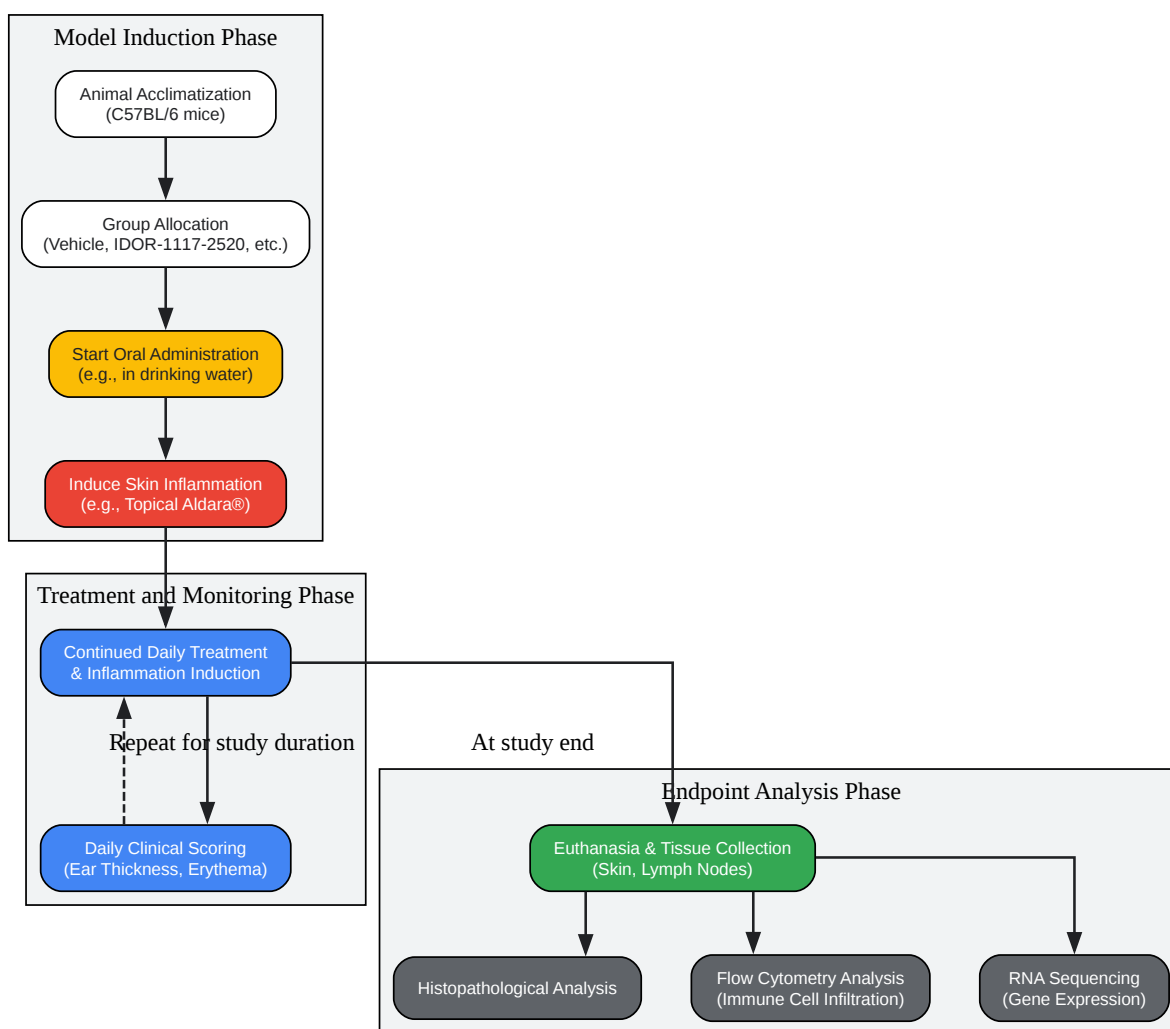 Model Induction Phase
Animal Acclimatization
(C57BL/6 mice)
Group Allocation
(Vehicle, IDOR-1117-2520, etc.)
Start Oral Administration
(e.g., in drinking water)
Induce Skin Inflammation
(e.g., Topical Aldara®)
Treatment and Monitoring Phase
Continued Daily Treatment
& Inflammation Induction
Repeat for study duration
At study end
Daily Clinical Scoring
(Ear Thickness, Erythema)
Endpoint Analysis Phase
Euthanasia & Tissue Collection
(Skin, Lymph Nodes)
Histopathological Analysis
Flow Cytometry Analysis
(Immune Cell Infiltration)
RNA Sequencing
(Gene Expression)